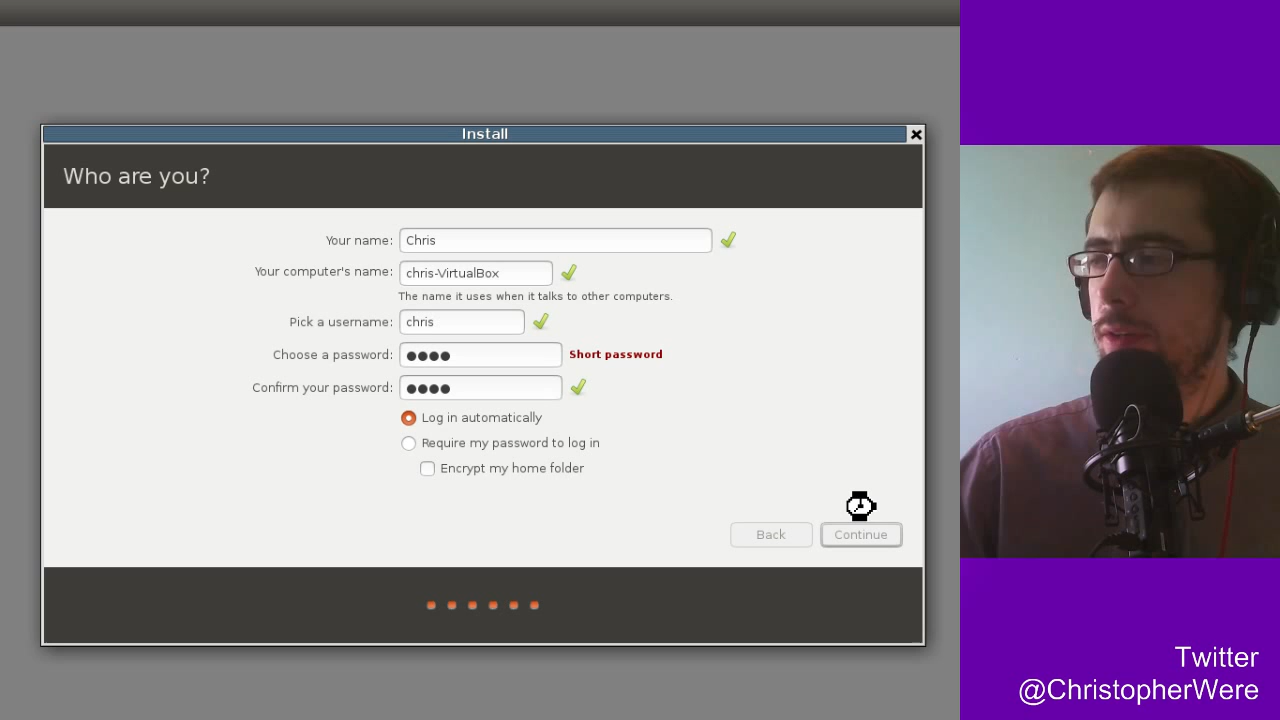 Install
Who are you?
Your name: Chris
Your computer's name: chris-VirtualBox
The name it uses when it talks to other computers.
Pick a username: chris
Choose a password: ●●●● Short password
Confirm your password: ●●●●
Log in automatically
Require my password to log in
Encrypt my home folder
Back Continue
Twitter
@ChristopherWere